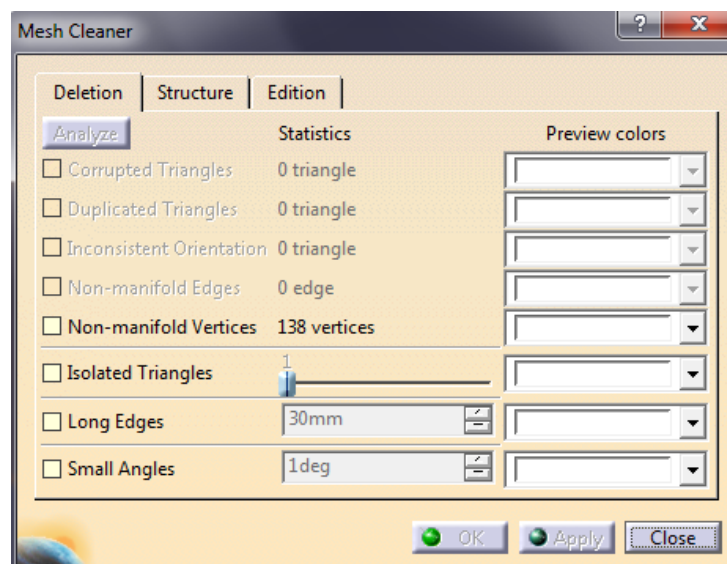 Mesh Cleaner
Deletion Structure Edition
Analyze Statistics Preview colors
Corrupted Triangles 0 triangle
Duplicated Triangles 0 triangle
Inconsistent Orientation 0 triangle
Non-manifold Edges 0 edge
Non-manifold Vertices 138 vertices
1
Isolated Triangles
Long Edges 30mm
Small Angles 1deg
OK Apply Close